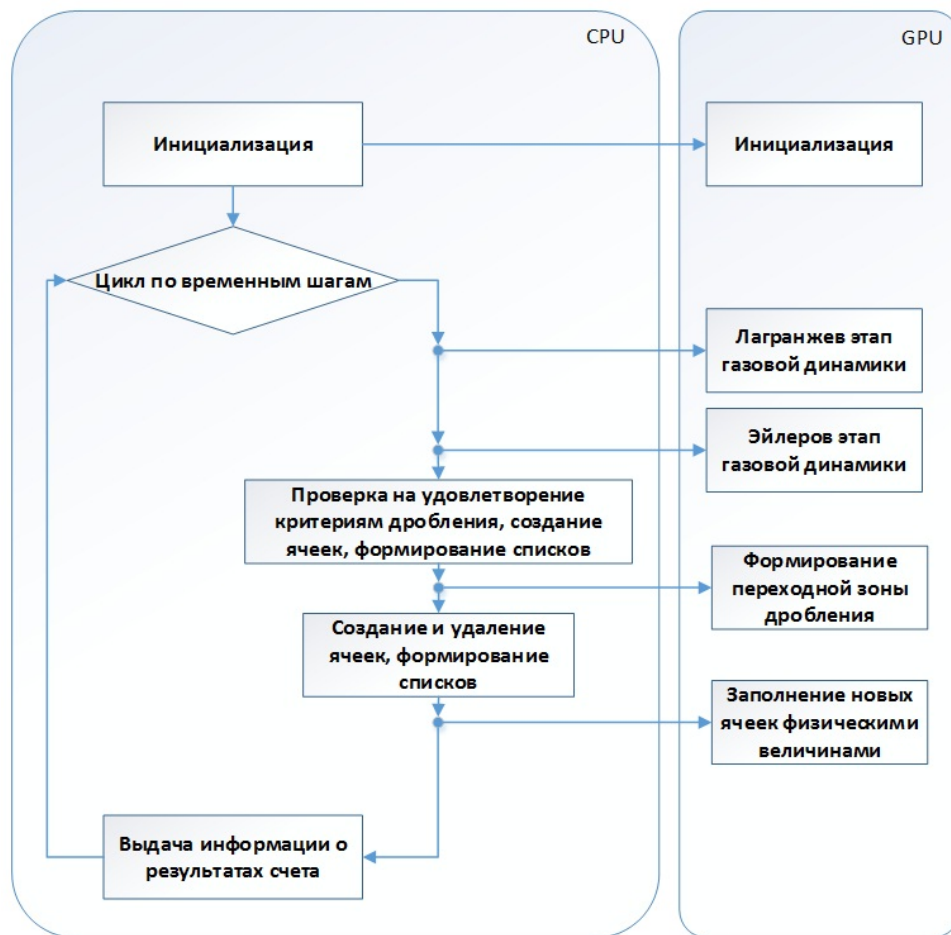 CPU
GPU
Инициализация
Инициализация
Цикл по временным шагам
Лагранжев этап
газовой динамики
Эйлеров этап
газовой динамики
Проверка на удовлетворение
критериям дробления, создание
ячеек, формирование списков
Формирование
переходной зоны
дробления
Создание и удаление
ячеек, формирование
списков
Заполнение новых
ячеек физическими
величинами
Выдача информации о
результатах счета